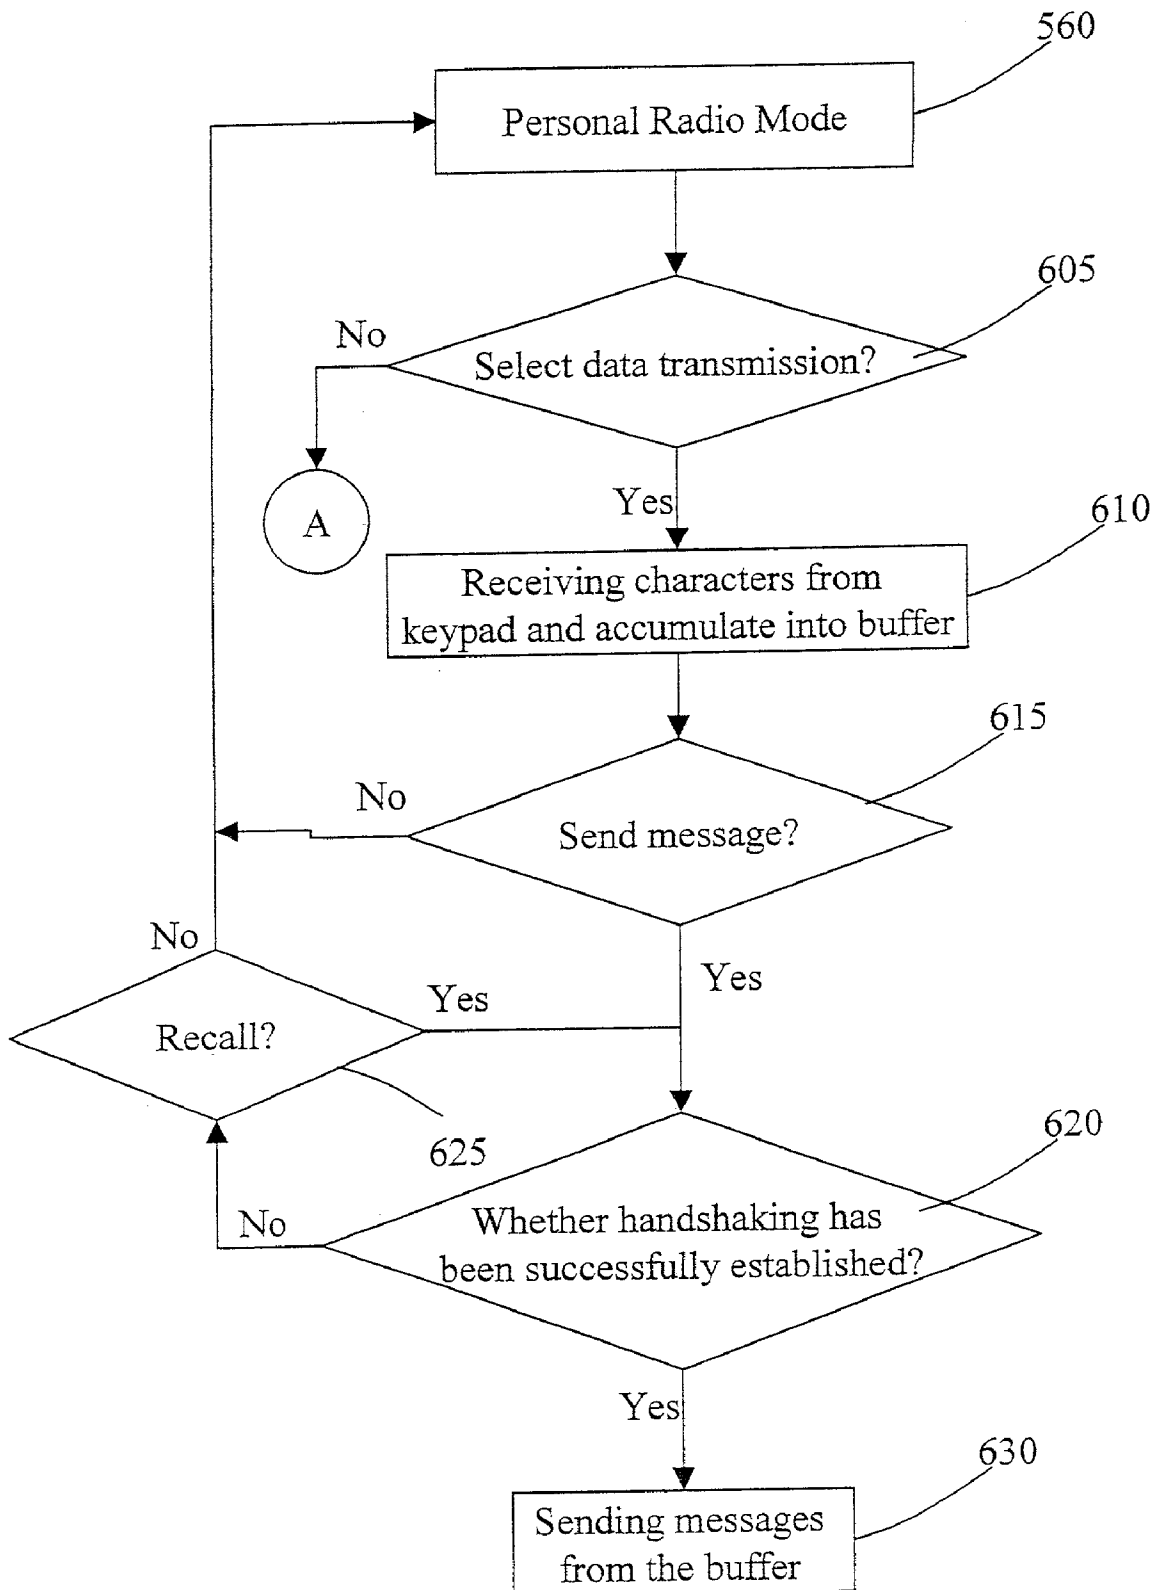 560
Personal Radio Mode
605
No
Select data transmission?
A
Yes
610
Receiving characters from
keypad and accumulate into buffer
615
No
Send message?
No
Yes
Yes
Recall?
625
620
No
Whether handshaking has
been successfully established?
Yes
630
Sending messages
from the buffer